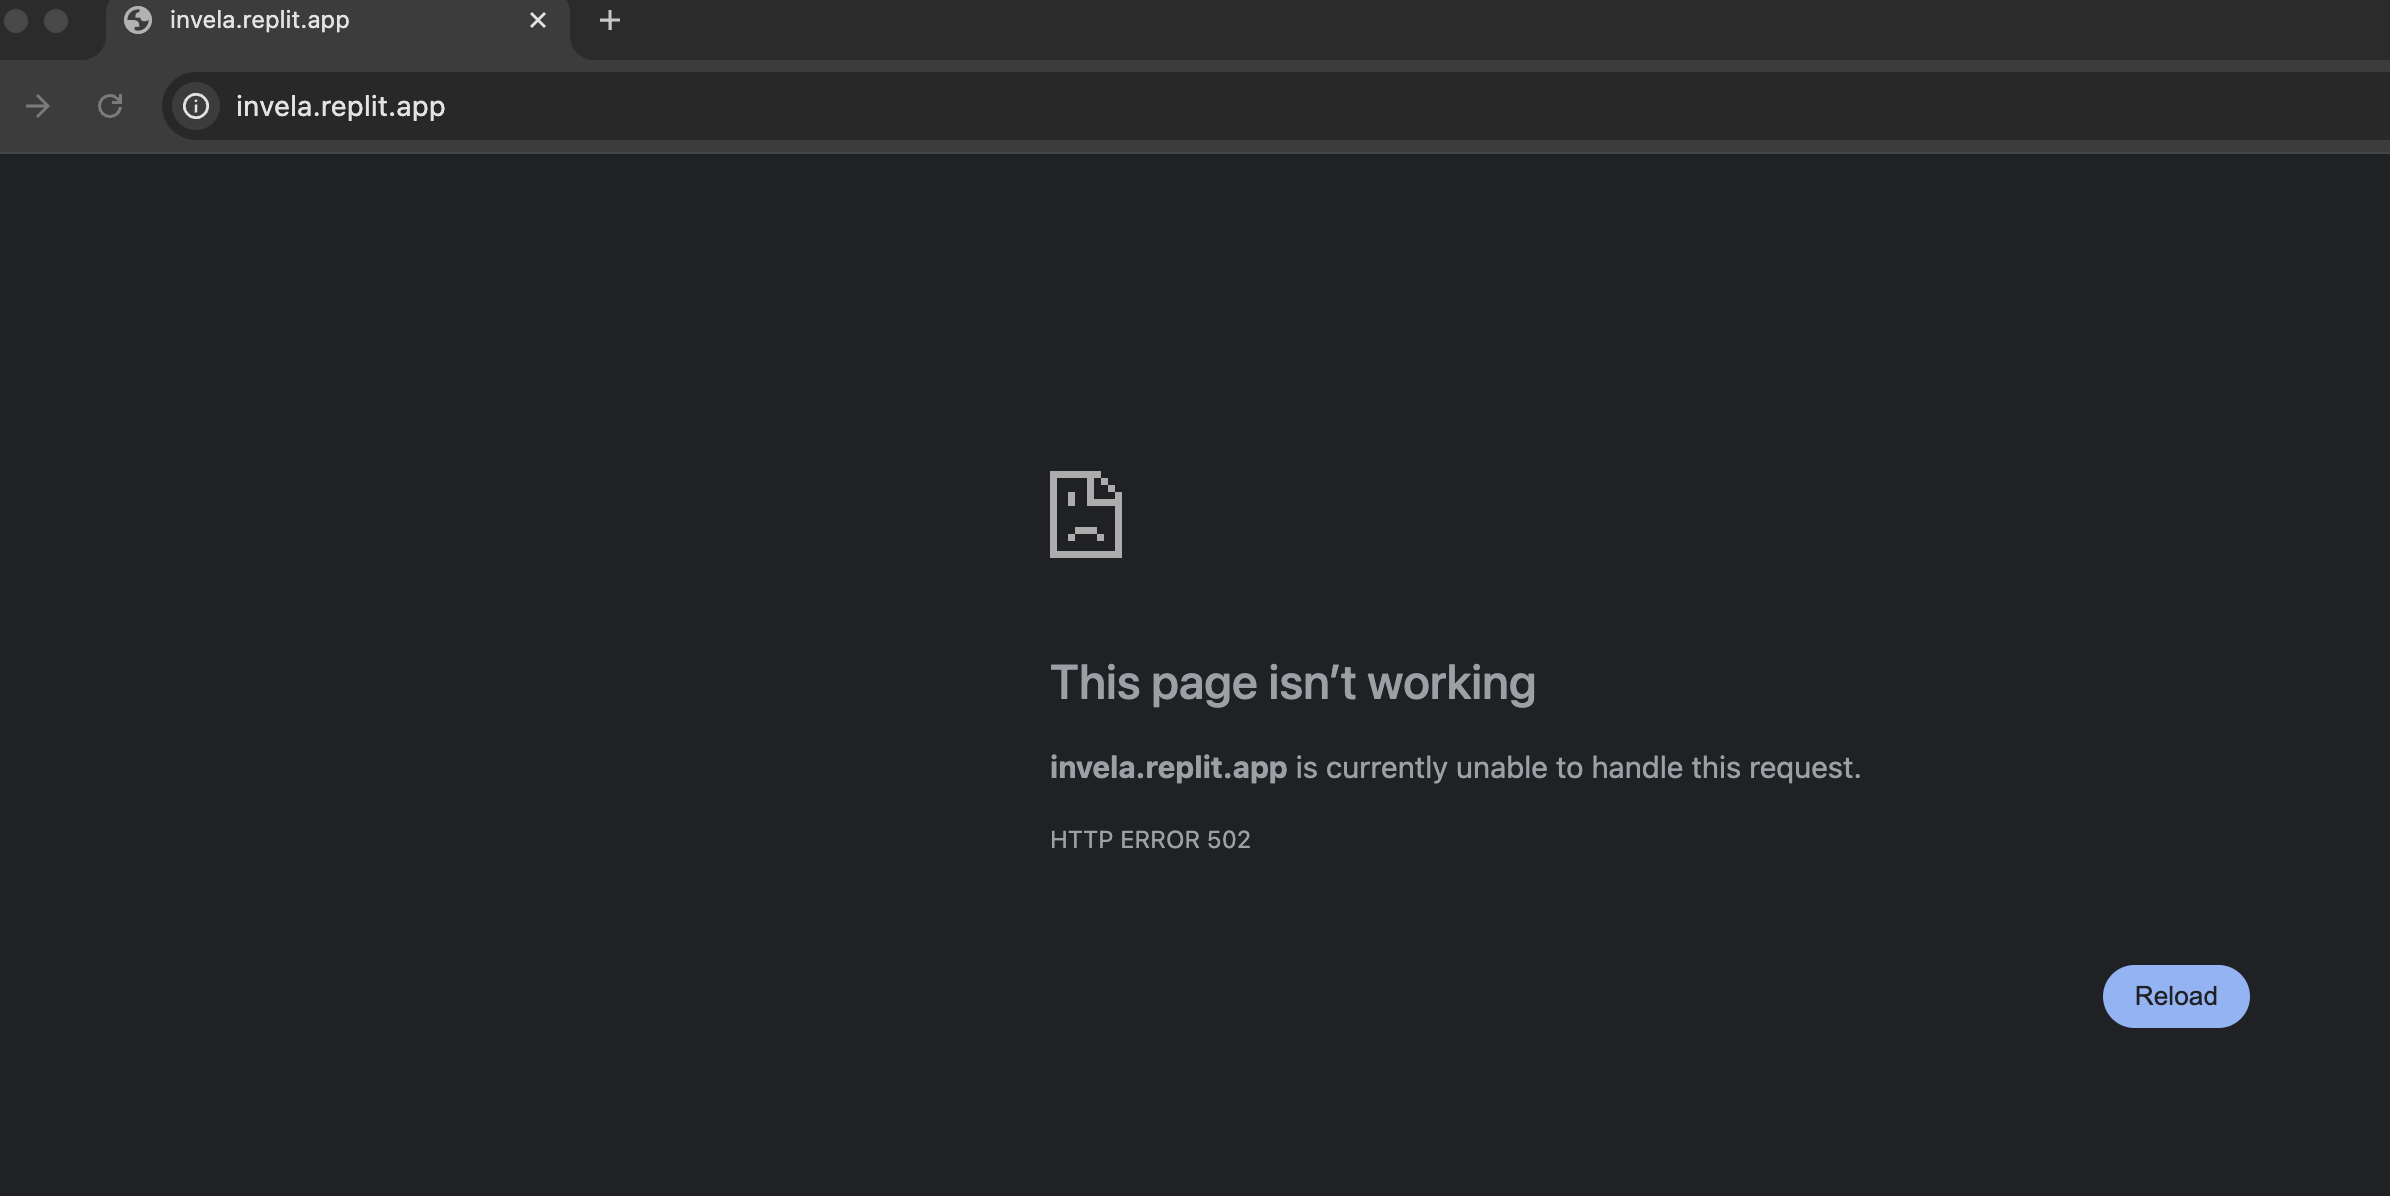 invela.replit.app
invela.replit.app
This page isn’t working
invela.replit.app is currently unable to handle this request.
HTTP ERROR 502
Reload